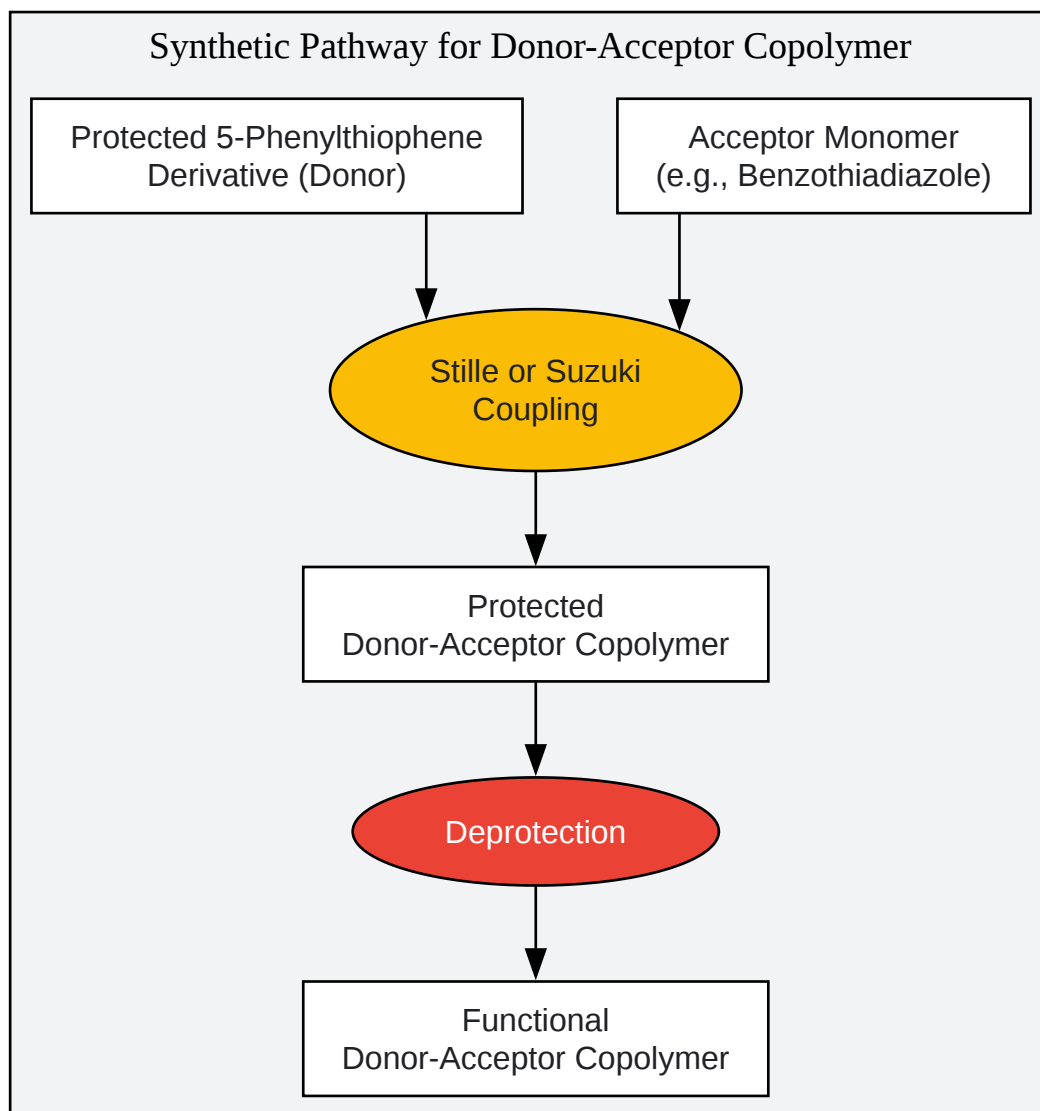 Synthetic Pathway for Donor-Acceptor Copolymer
Protected 5-Phenylthiophene
Derivative (Donor)
Acceptor Monomer
(e.g., Benzothiadiazole)
Stille or Suzuki
Coupling
Protected
Donor-Acceptor Copolymer
Deprotection
Functional
Donor-Acceptor Copolymer